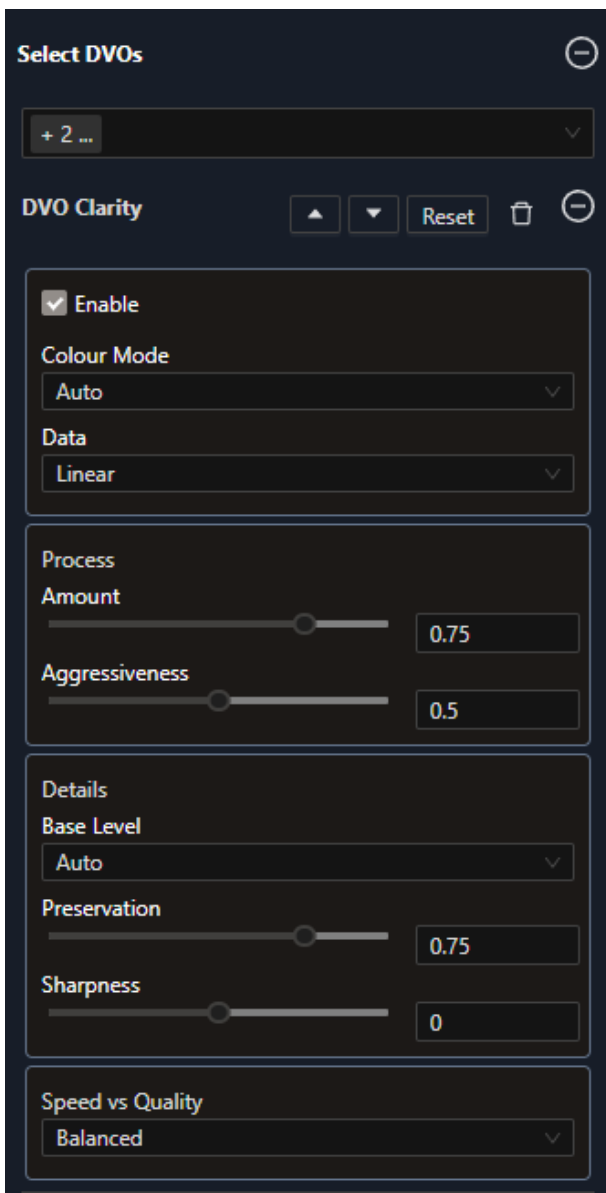 Select DVOs
+ 2 ...
DVO Clarity
Reset
Enable
Colour Mode
Auto
Data
Linear
Process
Amount
0.75
Aggressiveness
0.5
Details
Base Level
Auto
Preservation
0.75
Sharpness
0
Speed vs Quality
Balanced